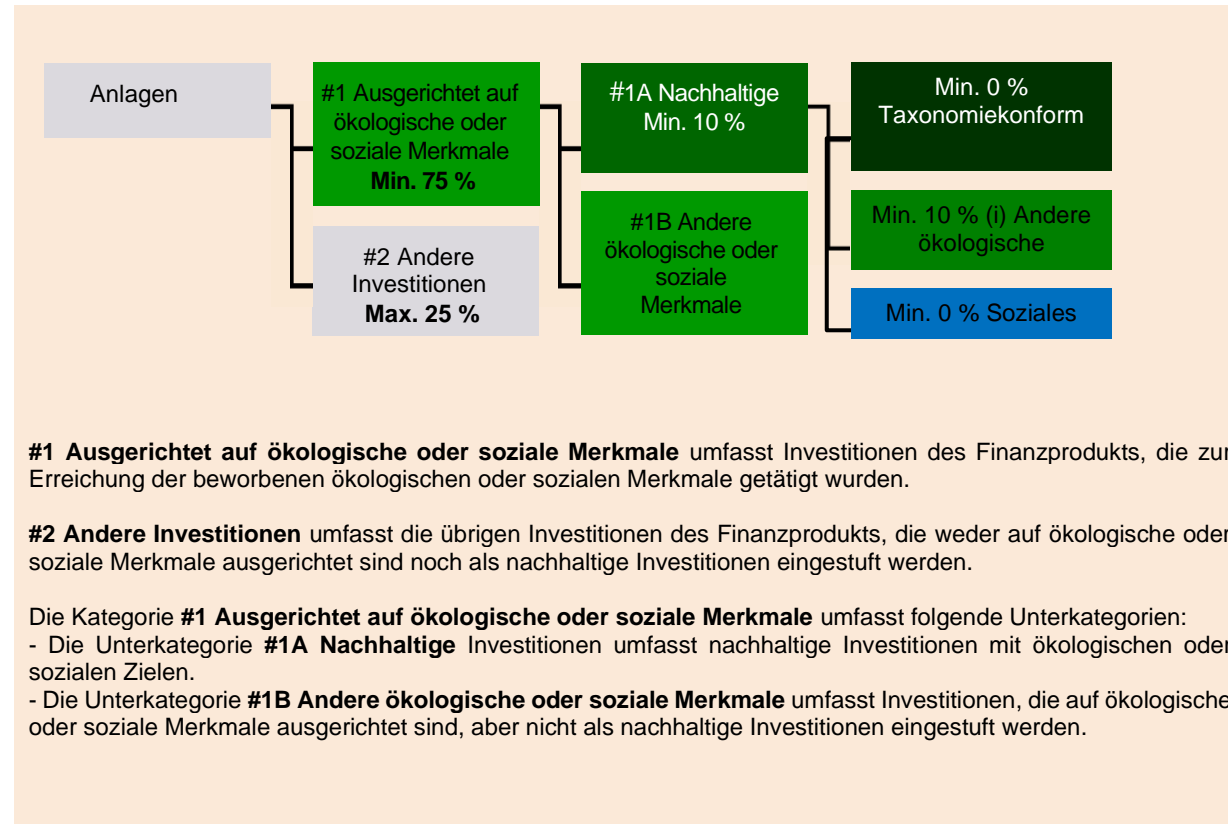 Anlagen
#1 Ausgerichtet auf
ökologische oder
soziale Merkmale
Min. 75 %
#2 Andere
Investitionen
Max. 25 %
#1A Nachhaltige
Min. 10 %
#1B Andere
ökologische oder
soziale
Merkmale
Min. 0 %
Taxonomiekonform
Min. 10 % (i) Andere
ökologische
Min. 0 % Soziales
#1 Ausgerichtet auf ökologische oder soziale Merkmale umfasst Investitionen des Finanzprodukts, die zur
Erreichung der beworbenen ökologischen oder sozialen Merkmale getätigt wurden.
#2 Andere Investitionen umfasst die übrigen Investitionen des Finanzprodukts, die weder auf ökologische oder
soziale Merkmale ausgerichtet sind noch als nachhaltige Investitionen eingestuft werden.
Die Kategorie #1 Ausgerichtet auf ökologische oder soziale Merkmale umfasst folgende Unterkategorien:
- Die Unterkategorie #1A Nachhaltige Investitionen umfasst nachhaltige Investitionen mit ökologischen oder
sozialen Zielen.
- Die Unterkategorie #1B Andere ökologische oder soziale Merkmale umfasst Investitionen, die auf ökologische
oder soziale Merkmale ausgerichtet sind, aber nicht als nachhaltige Investitionen eingestuft werden.